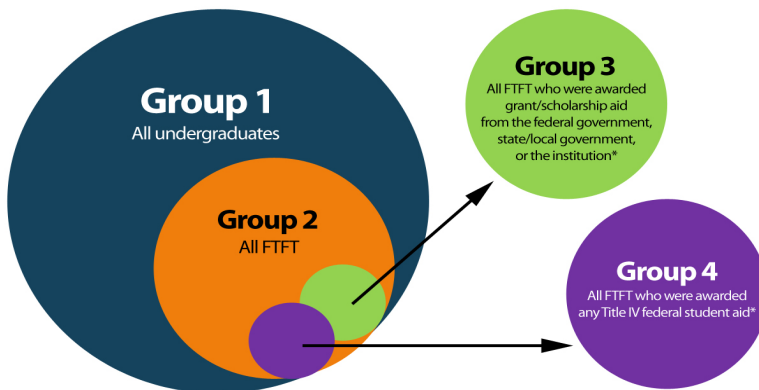 Group 1
All undergraduates
Group 2
All FTFT
Group 3
All FTFT who were awarded
grant/scholarship aid
from the federal government,
state/local government,
or the institution*
Group 4
All FTFT who were awarded
any Title IV federal student aid*